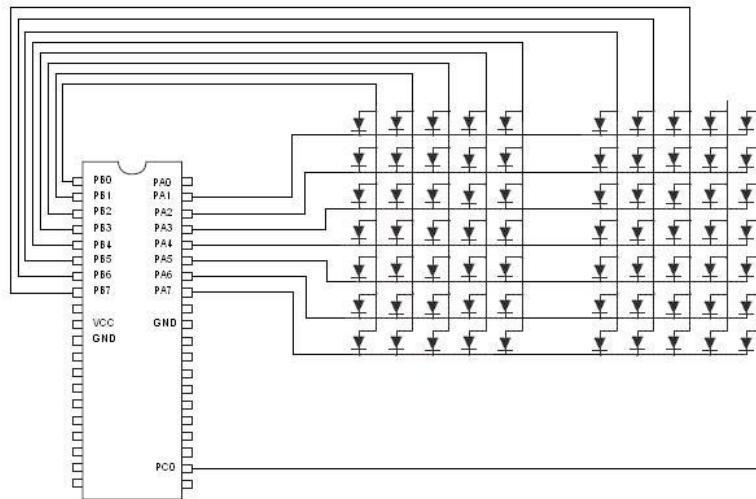 PB0 PA0
PB1 PA1
PB2 PA2
PB3 PA3
PB4 PA4
PB5 PA5
PB6 PA6
PB7 PA7
VCC GND
GND
PC0